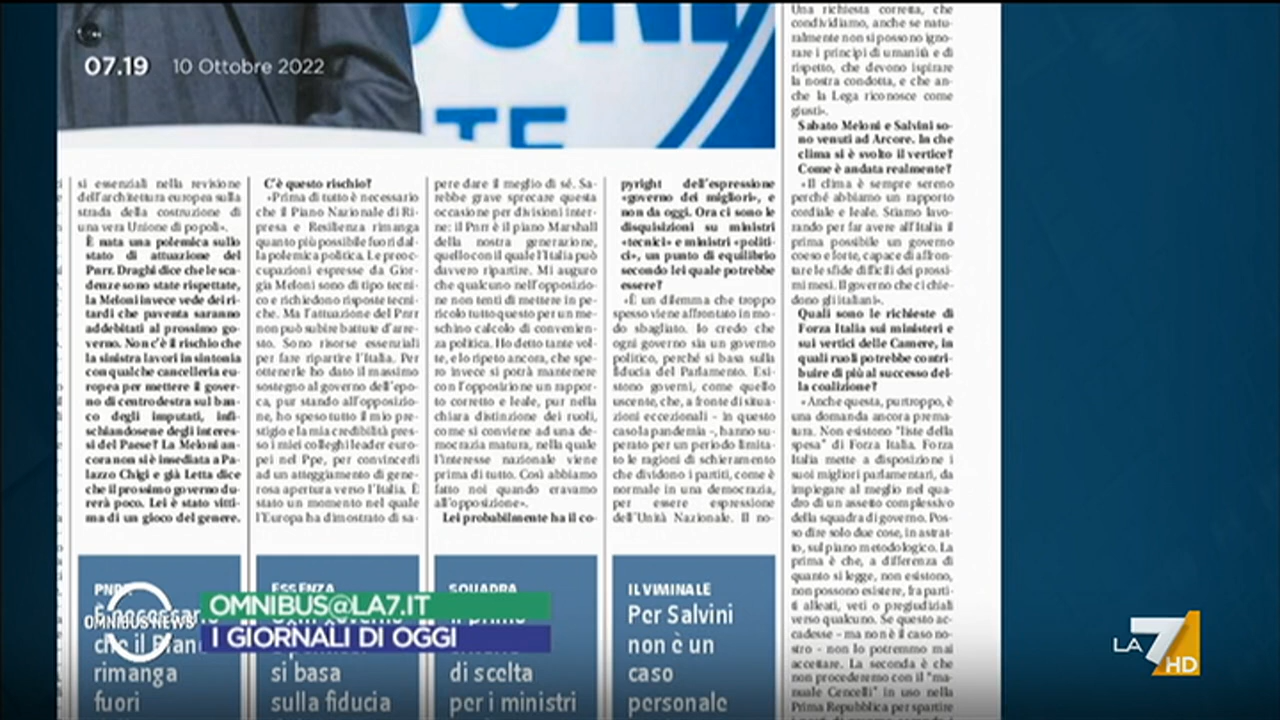 07.19 10 Ottobre 2022
TE
si essenziali nella revisione
dell'architettura europea sulla
strada della costruzione di
una vera Unione di popoli».
È nata una polemica sullo
stato di attuazione del
Pnrr. Draghi dice che le sca-
denze sono state rispettate,
la Meloni invece vede dei ri-
tardi che paventa saranno
addebitati al prossimo go-
verno. Non c'è il rischio che
la sinistra lavori in sintonia
con qualche cancelleria eu-
ropea per mettere il gover-
no di centrodestra sul ban-
co degli imputati, infi-
schiandosene degli interes-
si del Paese? La Meloni an-
cora non si è insediata a Pa-
lazzo Chigi e già Letta dice
che il prossimo governo du-
rerà poco. Lei è stato vitti-
ma di un gioco del genere.
C'è questo rischio?
«Prima di tutto è necessario
che il Piano Nazionale di Ri-
presa e Resilienza rimanga
quanto più possibile fuori dal-
la polemica politica. Le preoc-
cupazioni espresse da Gior-
gia Meloni sono di tipo tecni-
co e richiedono risposte tecni-
che. Ma l'attuazione del Pnrr
non può subire battute d'arre-
sto. Sono risorse essenziali
per fare ripartire l'Italia. Per
ottenerle ho dato il massimo
sostegno al governo dell'epo-
ca, pur stando all'opposizio-
ne, ho speso tutto il mio pre-
stigio e la mia credibilità pres-
so i miei colleghi leader euro-
pei nel Ppe, per convincerli
ad un atteggiamento di gene-
rosa apertura verso l'Italia. È
stato un momento nel quale
l'Europa ha dimostrato di sa-
pere dare il meglio di sé. Sa-
rebbe grave sprecare questa
occasione per divisioni inter-
ne: il Pnrr è il piano Marshall
della nostra generazione,
quello con il quale l'Italia può
davvero ripartire. Mi auguro
che qualcuno nell'opposizio-
ne non tenti di mettere in pe-
ricolo tutto questo per un me-
schino calcolo di convenien-
za politica. Ho detto tante vol-
te, e lo ripeto ancora, che spe-
ro invece si potrà mantenere
con l'opposizione un rappor-
to corretto e leale, pur nella
chiara distinzione dei ruoli,
come si conviene ad una de-
mocrazia matura, nella quale
l'interesse nazionale viene
prima di tutto. Così abbiamo
fatto noi quando eravamo
all'opposizione».
Lei probabilmente ha il co-
pyright dell'espressione
«governo dei migliori», e
non da oggi. Ora ci sono le
disquisizioni su ministri
«tecnici» e ministri «politi-
ci», un punto di equilibrio
secondo lei quale potrebbe
essere?
«È un dilemma che troppo
spesso viene affrontato in mo-
do sbagliato. Io credo che
ogni governo sia un governo
politico, perché si basa sulla
fiducia del Parlamento. Esi-
stono governi, come quello
uscente, che, a fronte di situa-
zioni eccezionali – in questo
caso la pandemia –, hanno su-
perato per un periodo limita-
to le ragioni di schieramento
che dividono i partiti, come è
normale in una democrazia,
per essere espressione
dell'Unità Nazionale. Il no-
Una richiesta corretta, che
condividiamo, anche se natu-
ralmente non si possono igno-
rare i principi di umanità e di
rispetto, che devono ispirare
la nostra condotta, e che an-
che la Lega riconosce come
giusti».
Sabato Meloni e Salvini so-
no venuti ad Arcore. In che
clima si è svolto il vertice?
Come è andata realmente?
«Il clima è sempre sereno
perché abbiamo un rapporto
cordiale e leale. Stiamo lavo-
rando per far avere all'Italia il
prima possibile un governo
coeso e forte, capace di affron-
tare le sfide difficili dei prossi-
mi mesi. Il governo che ci chie-
dono gli italiani».
Quali sono le richieste di
Forza Italia sui ministeri e
sui vertici delle Camere, in
quali ruoli potrebbe contri-
buire di più al successo del-
la coalizione?
«Anche questa, purtroppo, è
una domanda ancora prema-
tura. Non esistono "liste della
spesa" di Forza Italia. Forza
Italia mette a disposizione i
suoi migliori parlamentari, da
impiegare al meglio nel qua-
dro di un assetto complessivo
della squadra di governo. Pos-
so dire solo due cose, in astrat-
to, sul piano metodologico. La
prima è che, a differenza di
quanto si legge, non esistono,
non possono esistere, fra parti-
ti alleati, veti o pregiudiziali
verso qualcuno. Se questo ac-
cadesse – ma non è il caso no-
stro – non lo potremmo mai
accettare. La seconda è che
non procederemo con il "ma-
nuale Cencelli" in uso nella
Prima Repubblica per spartire
che il Piano
rimanga
fuori
ESSENZA
si basa
sulla fiducia
SQUADRA
di scelta
per i ministri
IL VIMINALE
Per Salvini
non è un
caso
personale
OMNIBUS NEWS
OMNIBUS@LA7.IT
I GIORNALI DI OGGI
LA 7 HD